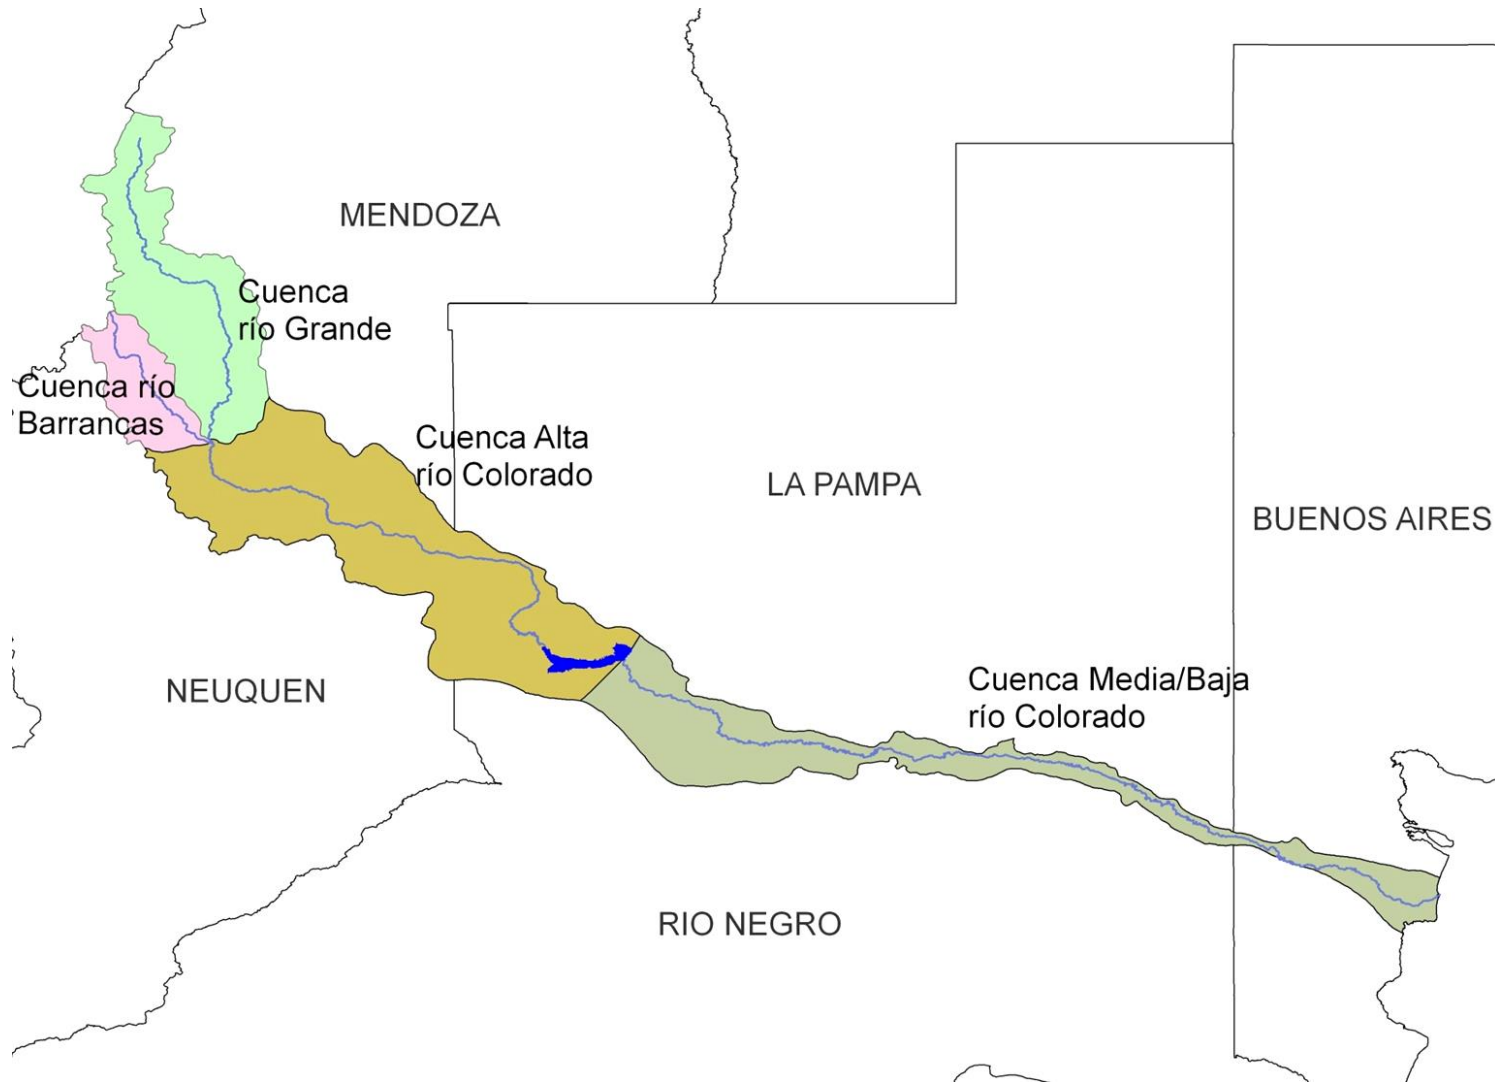 MENDOZA
Cuenca
río Grande
Cuenca río
Barrancas
Cuenca Alta
río Colorado
LA PAMPA
BUENOS AIRES
NEUQUEN
Cuenca Media/Baja
río Colorado
RIO NEGRO